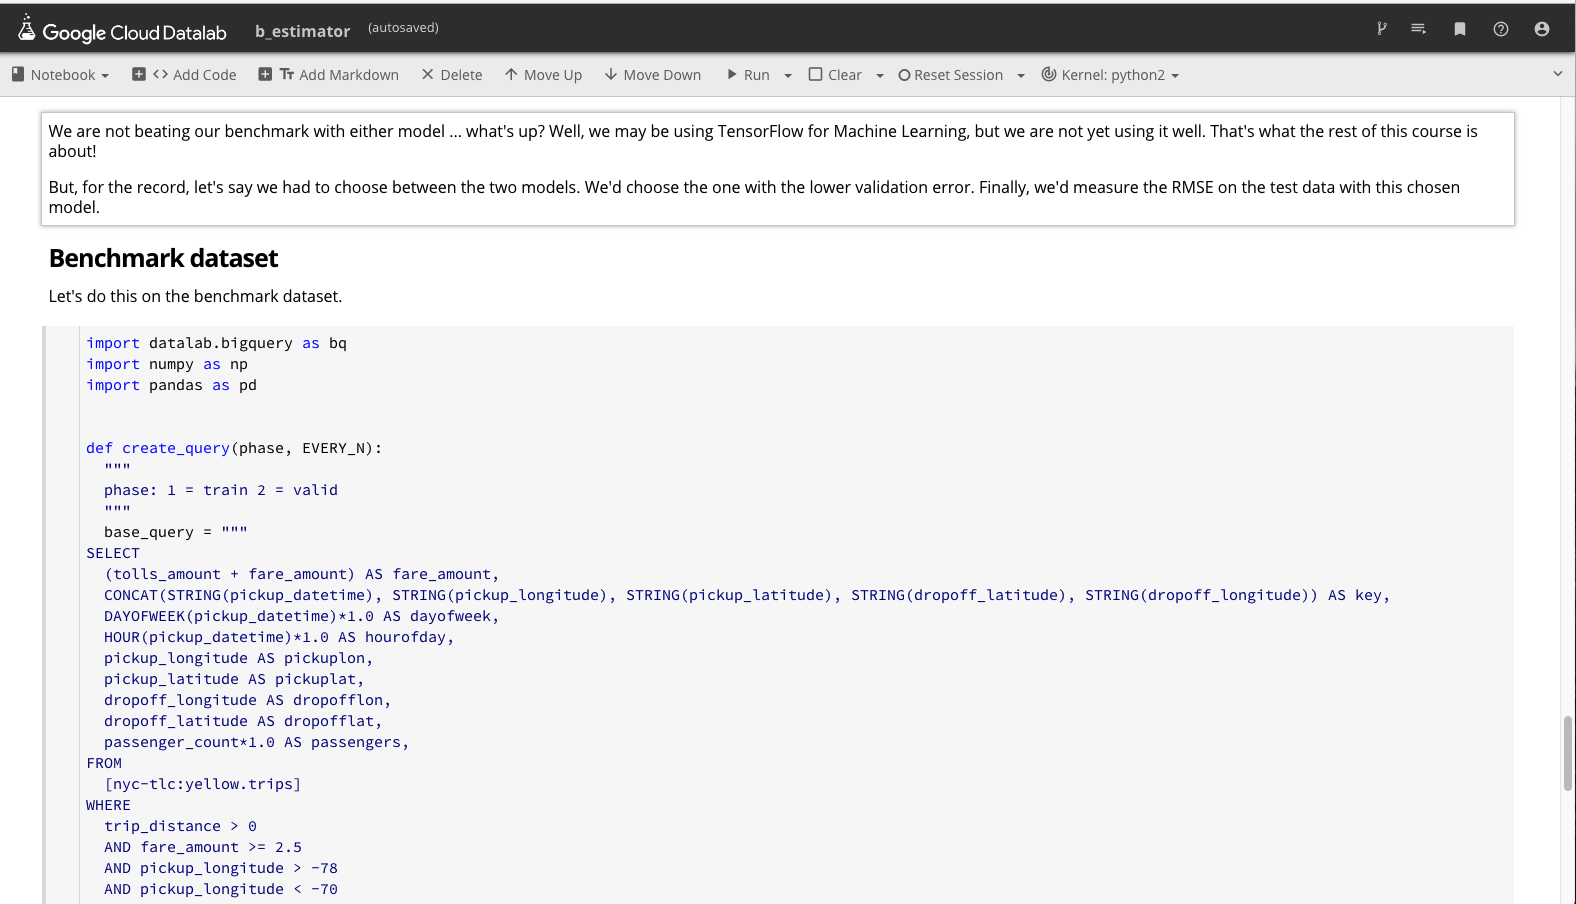 Google Cloud Datalab b_estimator (autosaved)
Notebook Add Code Tt Add Markdown Delete Move Up Move Down Run Clear Reset Session Kernel: python2
We are not beating our benchmark with either model ... what's up? Well, we may be using TensorFlow for Machine Learning, but we are not yet using it well. That's what the rest of this course is
about!
But, for the record, let's say we had to choose between the two models. We'd choose the one with the lower validation error. Finally, we'd measure the RMSE on the test data with this chosen
model.
Benchmark dataset
Let's do this on the benchmark dataset.
import datalab.bigquery as bq
import numpy as np
import pandas as pd
def create_query(phase, EVERY_N):
"""
phase: 1 = train 2 = valid
"""
base_query = """
SELECT
(tolls_amount + fare_amount) AS fare_amount,
CONCAT(STRING(pickup_datetime), STRING(pickup_longitude), STRING(pickup_latitude), STRING(dropoff_latitude), STRING(dropoff_longitude)) AS key,
DAYOFWEEK(pickup_datetime)*1.0 AS dayofweek,
HOUR(pickup_datetime)*1.0 AS hourofday,
pickup_longitude AS pickuplon,
pickup_latitude AS pickuplat,
dropoff_longitude AS dropofflon,
dropoff_latitude AS dropofflat,
passenger_count*1.0 AS passengers,
FROM
[nyc-tlc:yellow.trips]
WHERE
trip_distance > 0
AND fare_amount >= 2.5
AND pickup_longitude > -78
AND pickup_longitude < -70